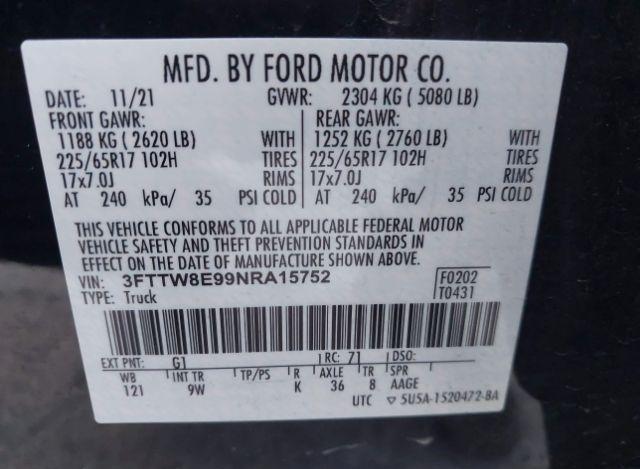 MFD. BY FORD MOTOR CO.
DATE: 11/21 GVWR: 2304 KG ( 5080 LB)
FRONT GAWR: REAR GAWR:
1188 KG ( 2620 LB) WITH 1252 KG ( 2760 LB) WITH
225/65R17 102H TIRES 225/65R17 102H TIRES
17x7.0J RIMS 17x7.0J RIMS
AT 240 kPa/ 35 PSI COLD AT 240 kPa/ 35 PSI COLD
THIS VEHICLE CONFORMS TO ALL APPLICABLE FEDERAL MOTOR
VEHICLE SAFETY AND THEFT PREVENTION STANDARDS IN
EFFECT ON THE DATE OF MANUFACTURE SHOWN ABOVE.
VIN: 3FTTW8E99NRA15752 F0202
TYPE: Truck T0431
EXT PNT: G1 RC: 71 DSO:
WB INT TR TP/PS R AXLE TR SPR
121 9W K 36 8 AAGE
UTC ▽ 5U5A-1520472-BA